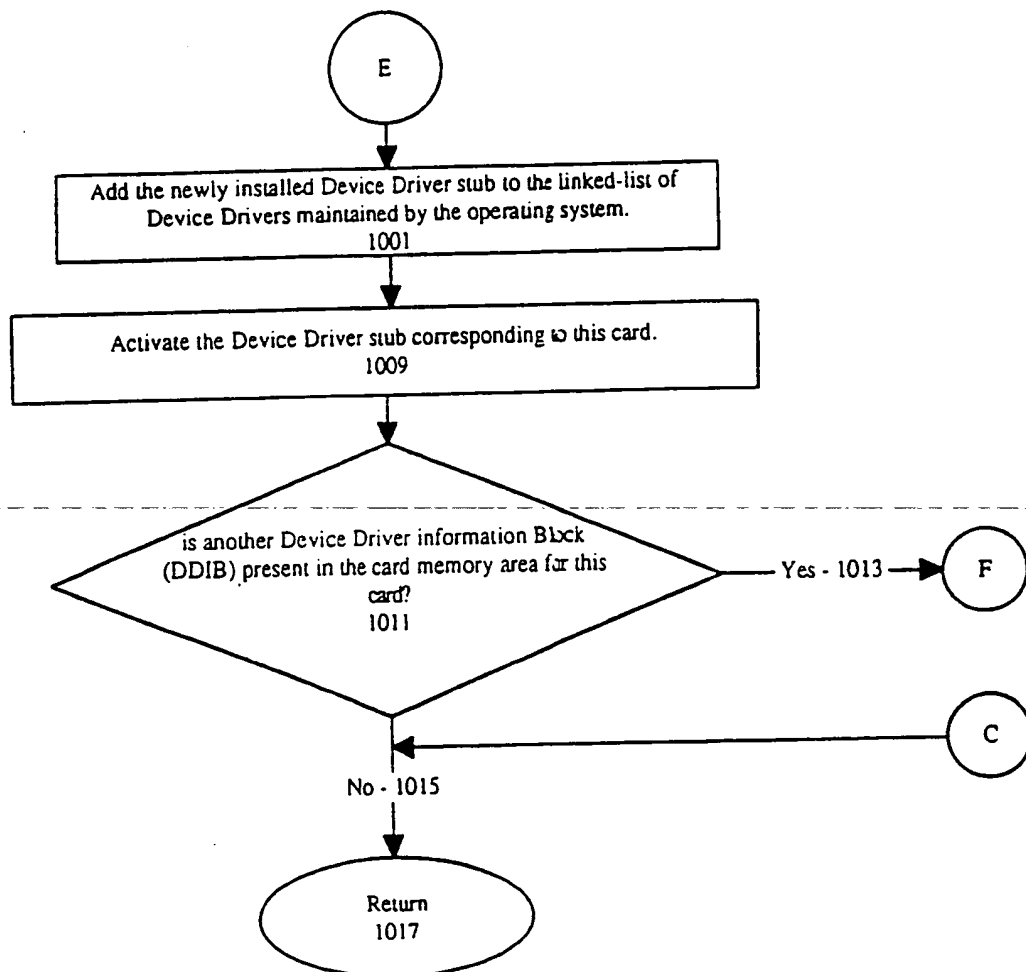 E
Add the newly installed Device Driver stub to the linked-list of
Device Drivers maintained by the operating system.
1001
Activate the Device Driver stub corresponding to this card.
1009
is another Device Driver information Block
(DDIB) present in the card memory area for this
card?
1011
Yes - 1013
F
C
No - 1015
Return
1017